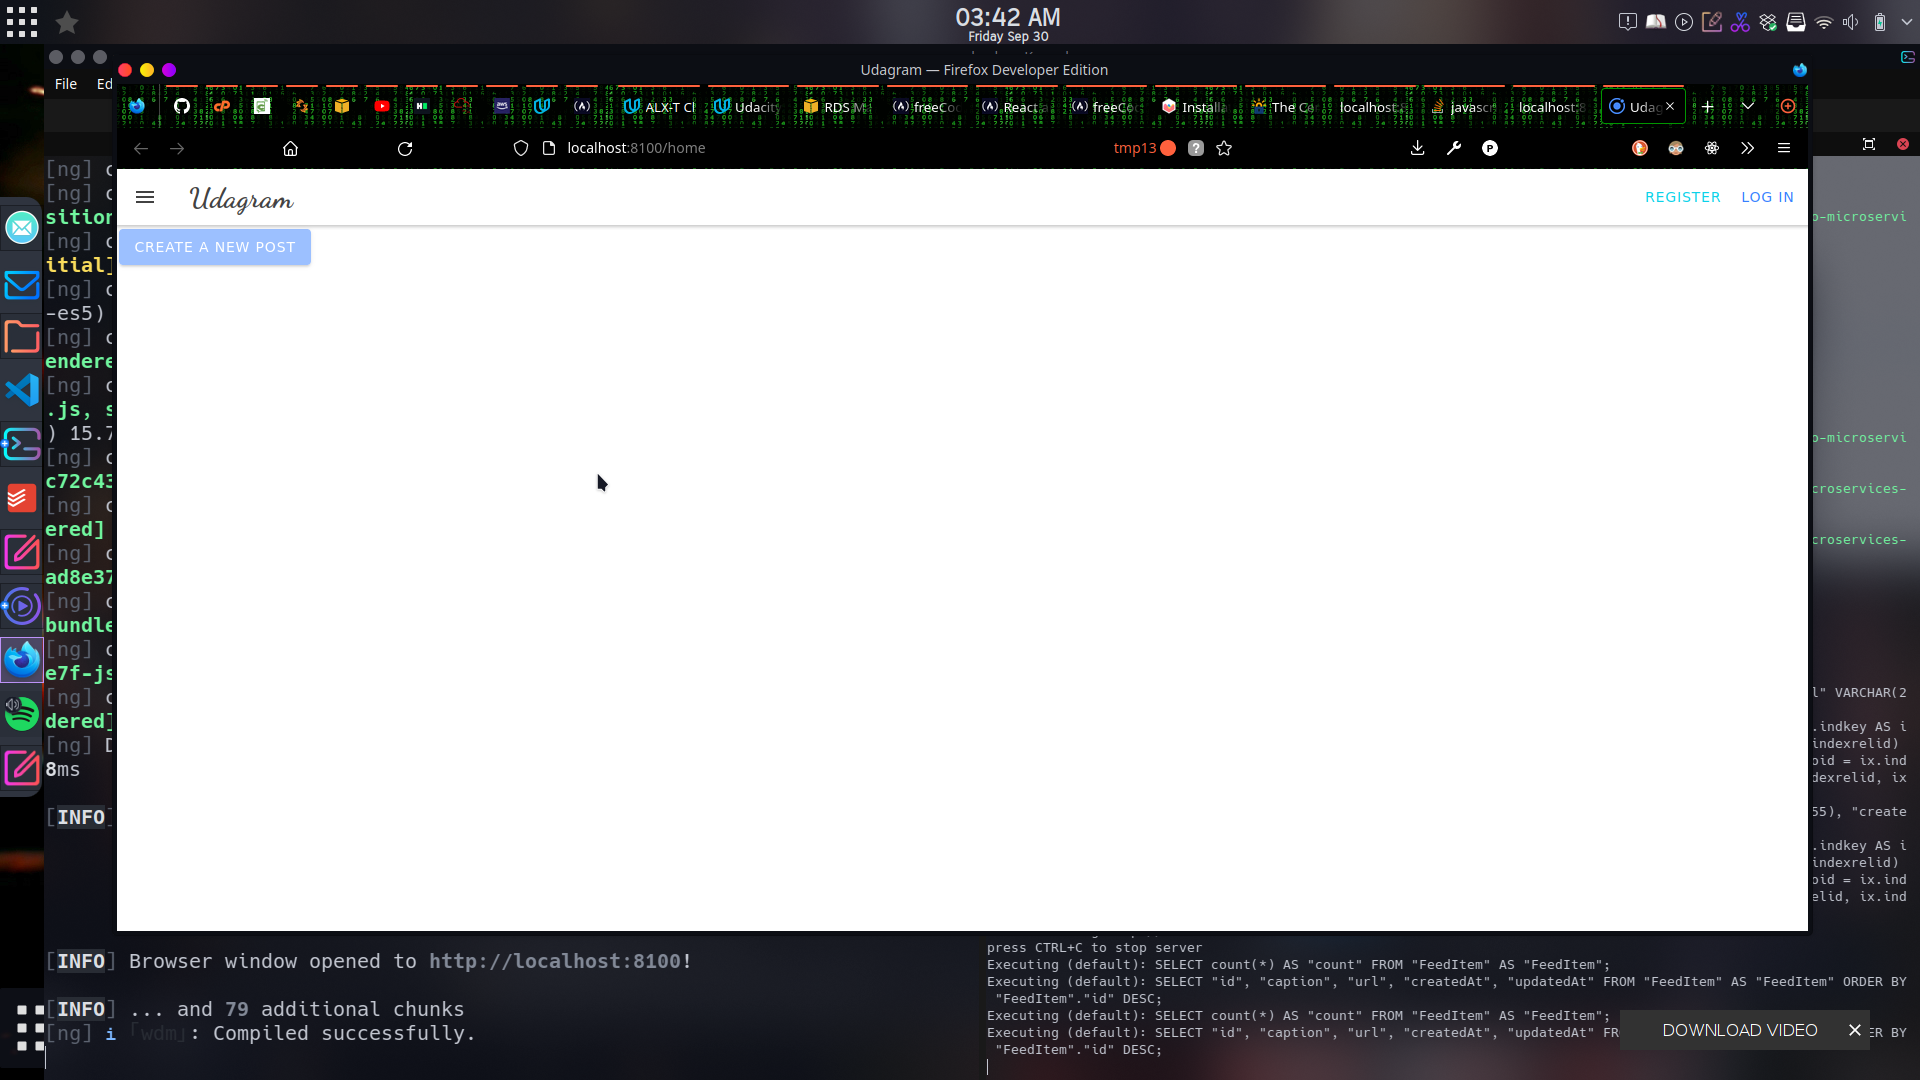 03:42 AM
Friday Sep 30
Udagram — Firefox Developer Edition
File Ed
ALX-T Cl
Udaci
RDS M
freeCo
React
freeCo
Install
The Co
localhost:
javasc
localhost:
Udag
localhost:8100/home
tmp13
Udagram
REGISTER LOG IN
CREATE A NEW POST
[ng] c
[ng] c
sition
[ng] c
itial]
[ng] c
-es5)
[ng] c
endere
[ng] c
.js, s
) 15.7
[ng] c
c72c43
[ng] c
ered]
[ng] c
ad8e37
[ng] c
bundle
[ng] c
e7f-js
[ng] c
dered]
[ng] D
8ms
[INFO]
[INFO] Browser window opened to http://localhost:8100!
[INFO] ... and 79 additional chunks
[ng] i ｢wdm｣: Compiled successfully.
o-microservi
o-microservi
croservices-
croservices-
l" VARCHAR(2
.indkey AS i
indexrelid)
oid = ix.ind
dexrelid, ix
55), "create
.indkey AS i
indexrelid)
oid = ix.ind
elid, ix.ind
press CTRL+C to stop server
Executing (default): SELECT count(*) AS "count" FROM "FeedItem" AS "FeedItem";
Executing (default): SELECT "id", "caption", "url", "createdAt", "updatedAt" FROM "FeedItem" AS "FeedItem" ORDER BY
"FeedItem"."id" DESC;
Executing (default): SELECT count(*) AS "count" FROM "FeedItem" AS "FeedItem";
Executing (default): SELECT "id", "caption", "url", "createdAt", "updatedAt" FR ER BY
"FeedItem"."id" DESC;
DOWNLOAD VIDEO